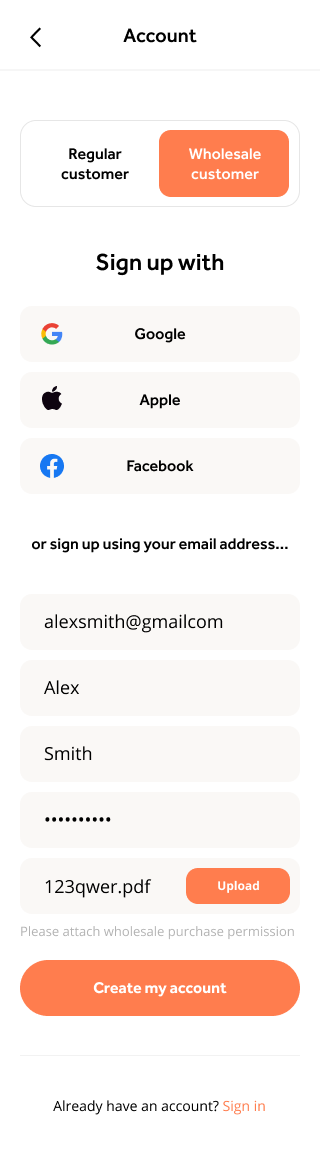 Account
Regular
customer
Wholesale
customer
Sign up with
Google
Apple
Facebook
or sign up using your email address...
alexsmith@gmailcom
Alex
Smith
••••••••••
123qwer.pdf
Upload
Please attach wholesale purchase permission
Create my account
Already have an account? Sign in